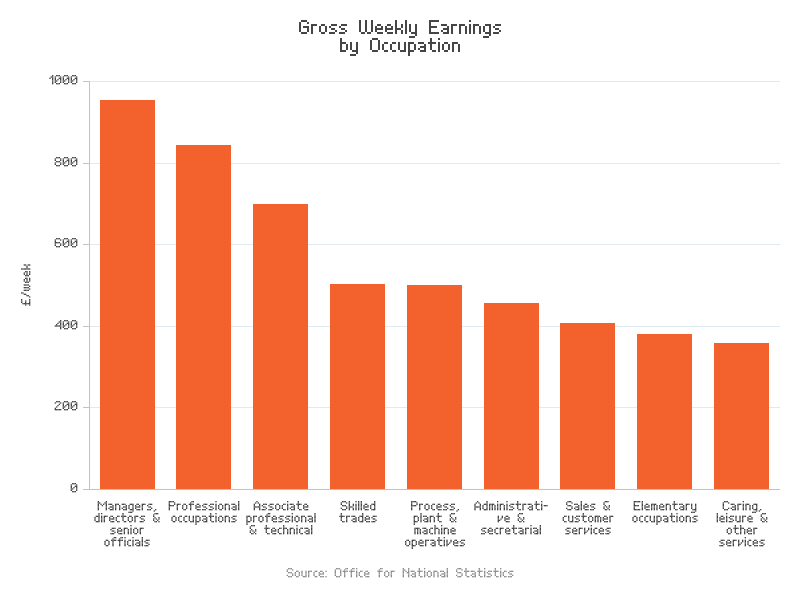 Gross Weekly Earnings
by Occupation
1000
800
600
400
200
0
£/week
Managers,
directors &
senior
officials
Professional
occupations
Associate
professional
& technical
Skilled
trades
Process,
plant &
machine
operatives
Administrati-
ve &
secretarial
Sales &
customer
services
Elementary
occupations
Caring,
leisure &
other
services
Source: Office for National Statistics